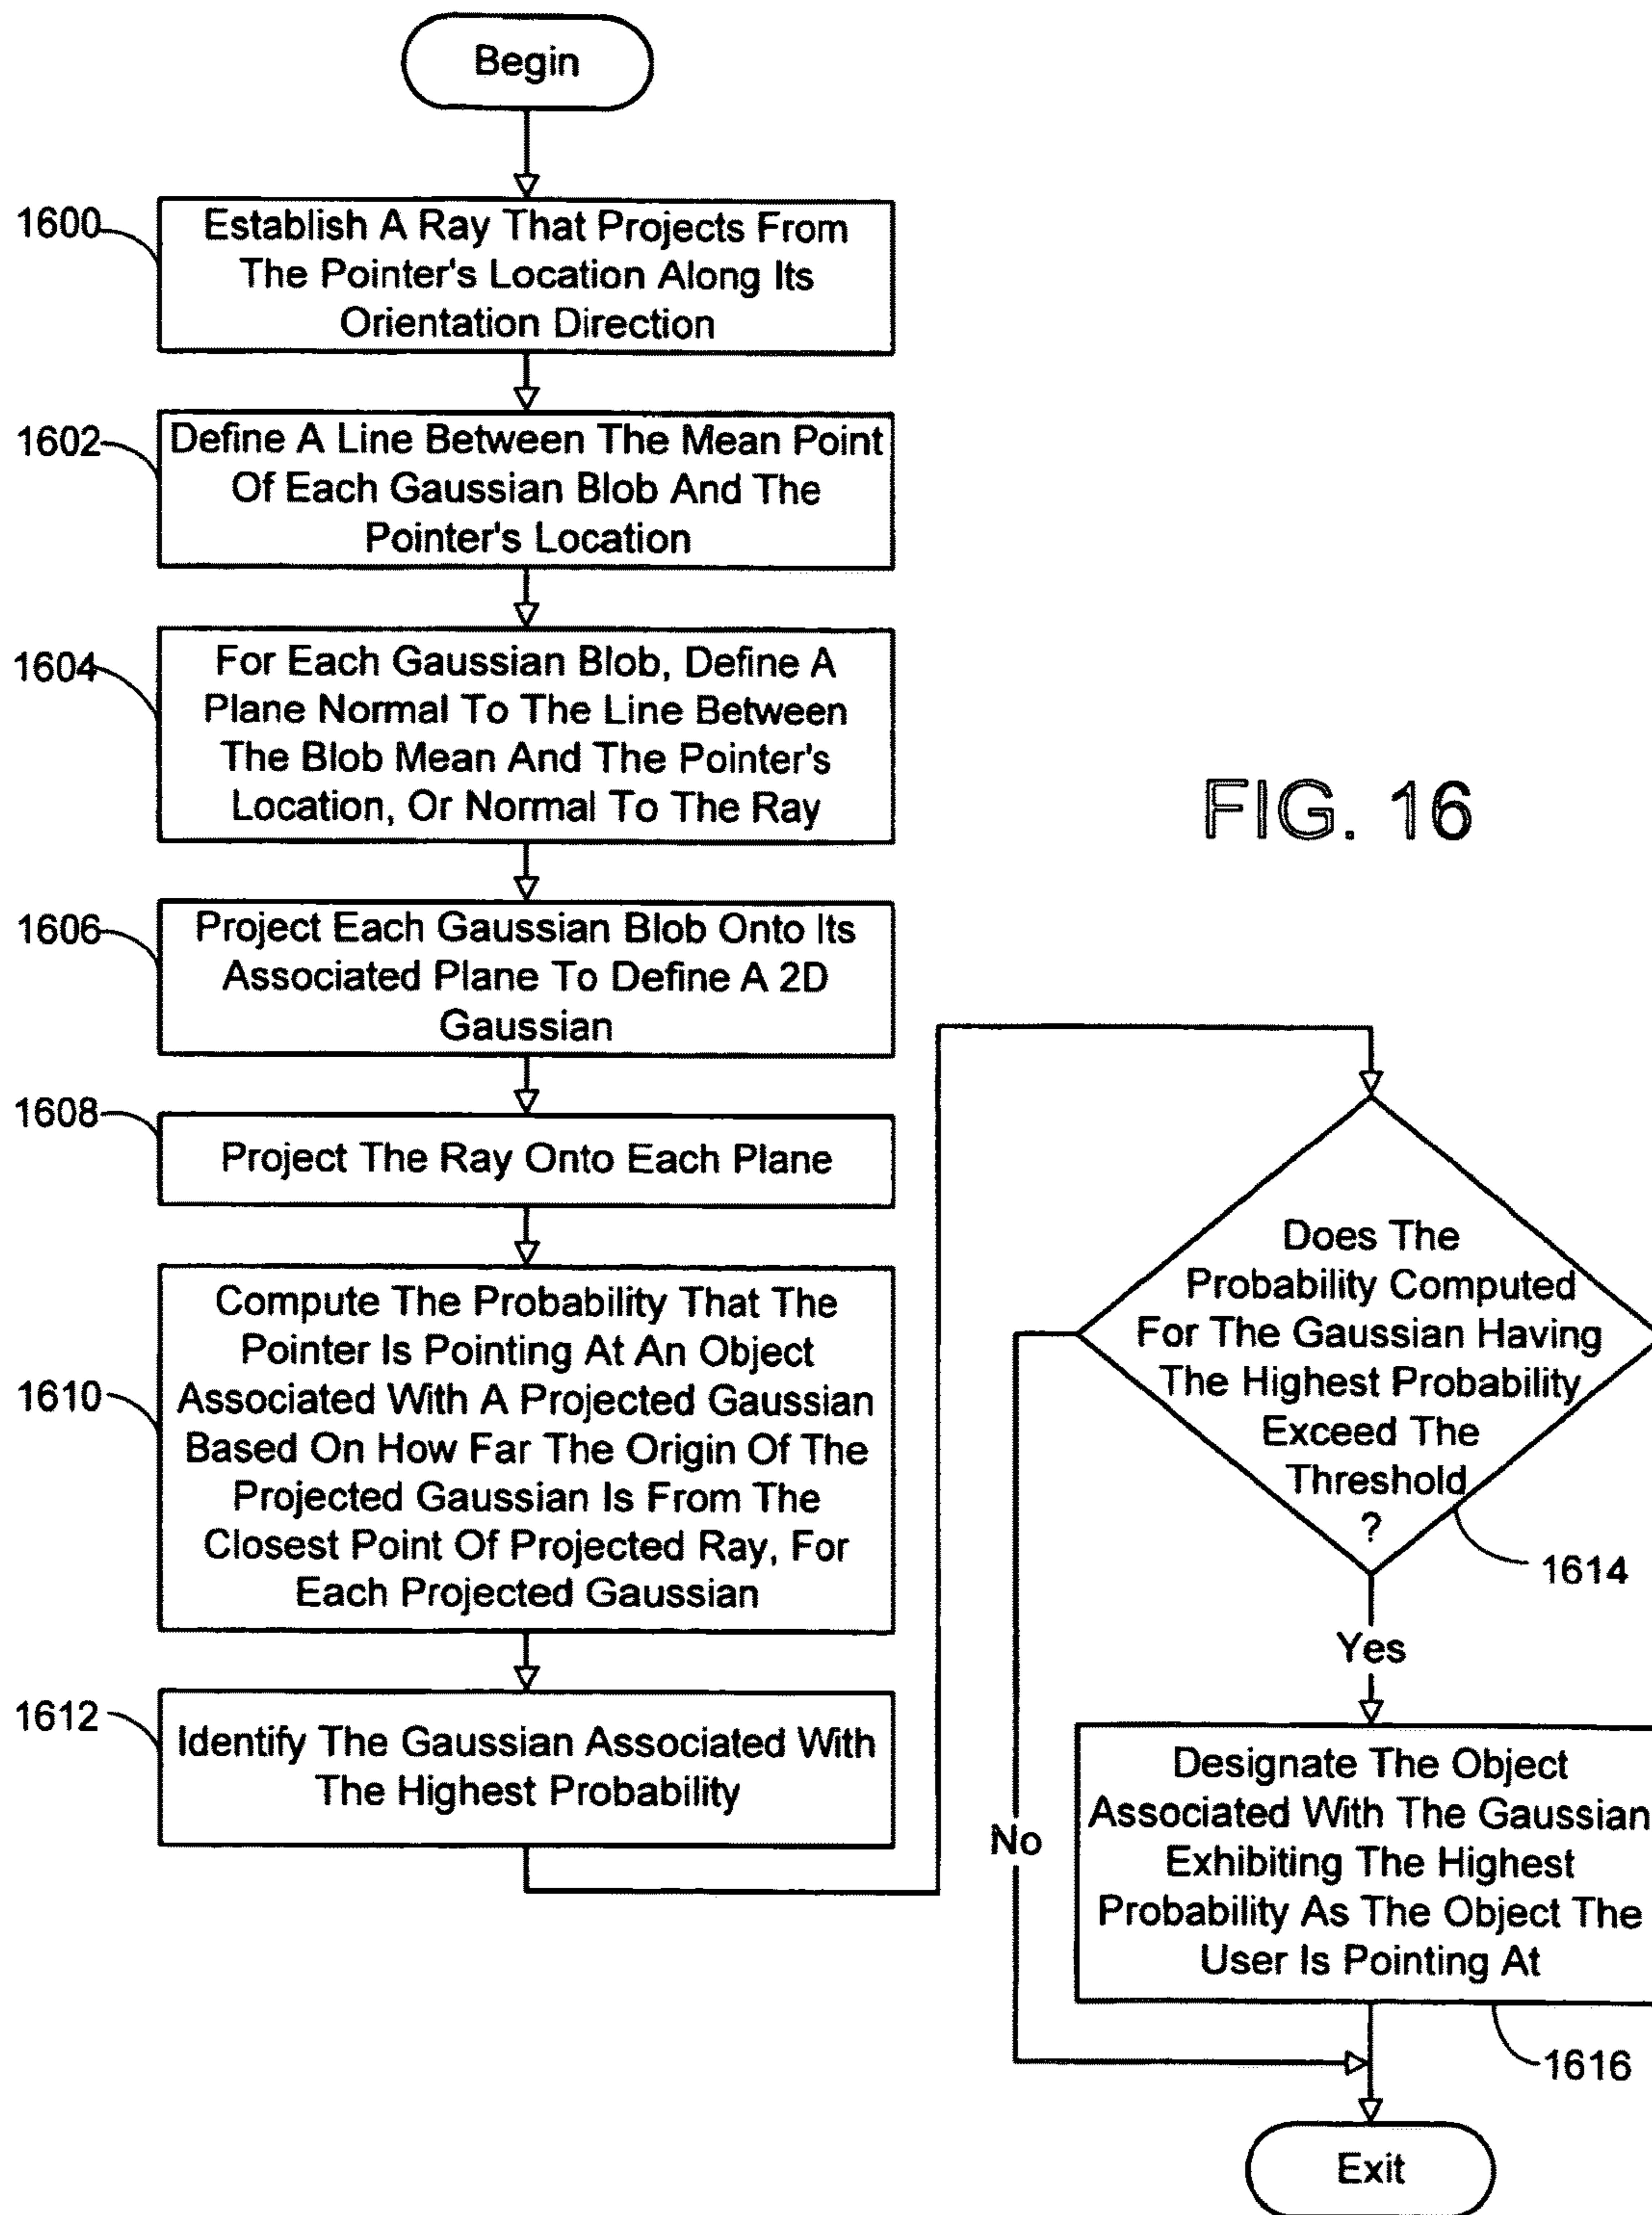 Begin
1600
Establish A Ray That Projects From
The Pointer's Location Along Its
Orientation Direction
1602
Define A Line Between The Mean Point
Of Each Gaussian Blob And The
Pointer's Location
1604
For Each Gaussian Blob, Define A
Plane Normal To The Line Between
The Blob Mean And The Pointer's
Location, Or Normal To The Ray
FIG. 16
1606
Project Each Gaussian Blob Onto Its
Associated Plane To Define A 2D
Gaussian
1608
Project The Ray Onto Each Plane
1610
Compute The Probability That The
Pointer Is Pointing At An Object
Associated With A Projected Gaussian
Based On How Far The Origin Of The
Projected Gaussian Is From The
Closest Point Of Projected Ray, For
Each Projected Gaussian
1612
Identify The Gaussian Associated With
The Highest Probability
Does The
Probability Computed
For The Gaussian Having
The Highest Probability
Exceed The
Threshold
?
1614
Yes
No
Designate The Object
Associated With The Gaussian
Exhibiting The Highest
Probability As The Object The
User Is Pointing At
1616
Exit